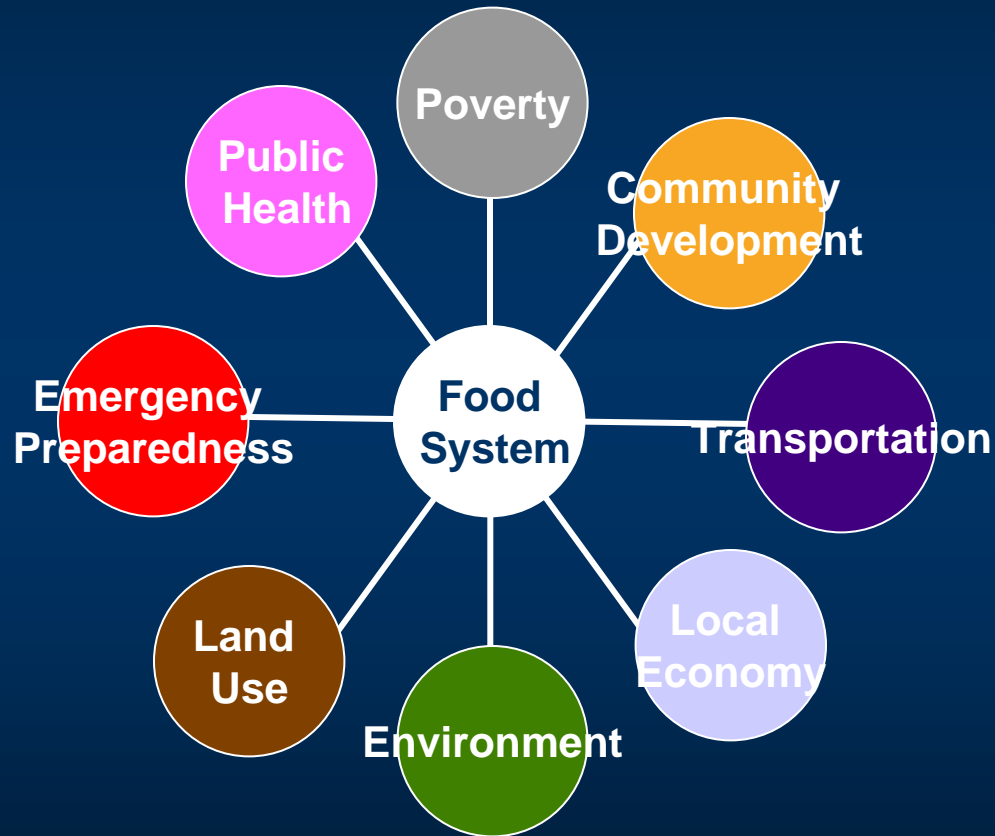 Poverty
Public
Health
Community
Development
Emergency
Preparedness
Food
System
Transportation
Land
Use
Local
Economy
Environment